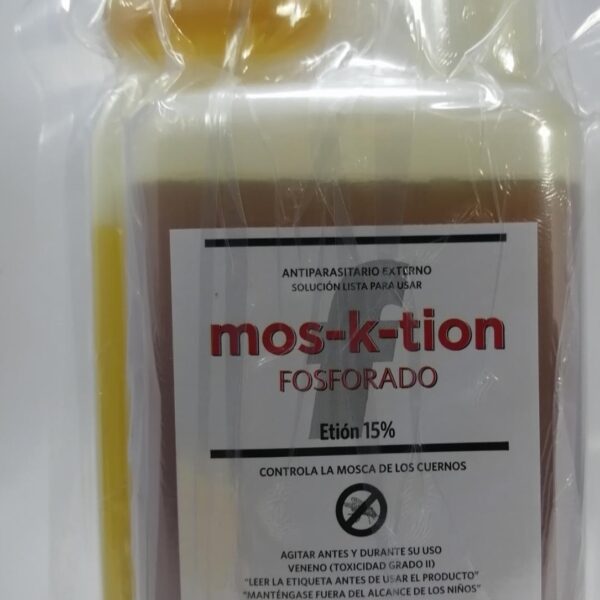 ANTIPARASITARIO EXTERNO
SOLUCIÓN LISTA PARA USAR
mos-k-tion
FOSFORADO
Etión 15%
CONTROLA LA MOSCA DE LOS CUERNOS
AGITAR ANTES Y DURANTE SU USO
VENENO (TOXICIDAD GRADO II)
"LEER LA ETIQUETA ANTES DE USAR EL PRODUCTO"
"MANTÉNGASE FUERA DEL ALCANCE DE LOS NIÑOS"